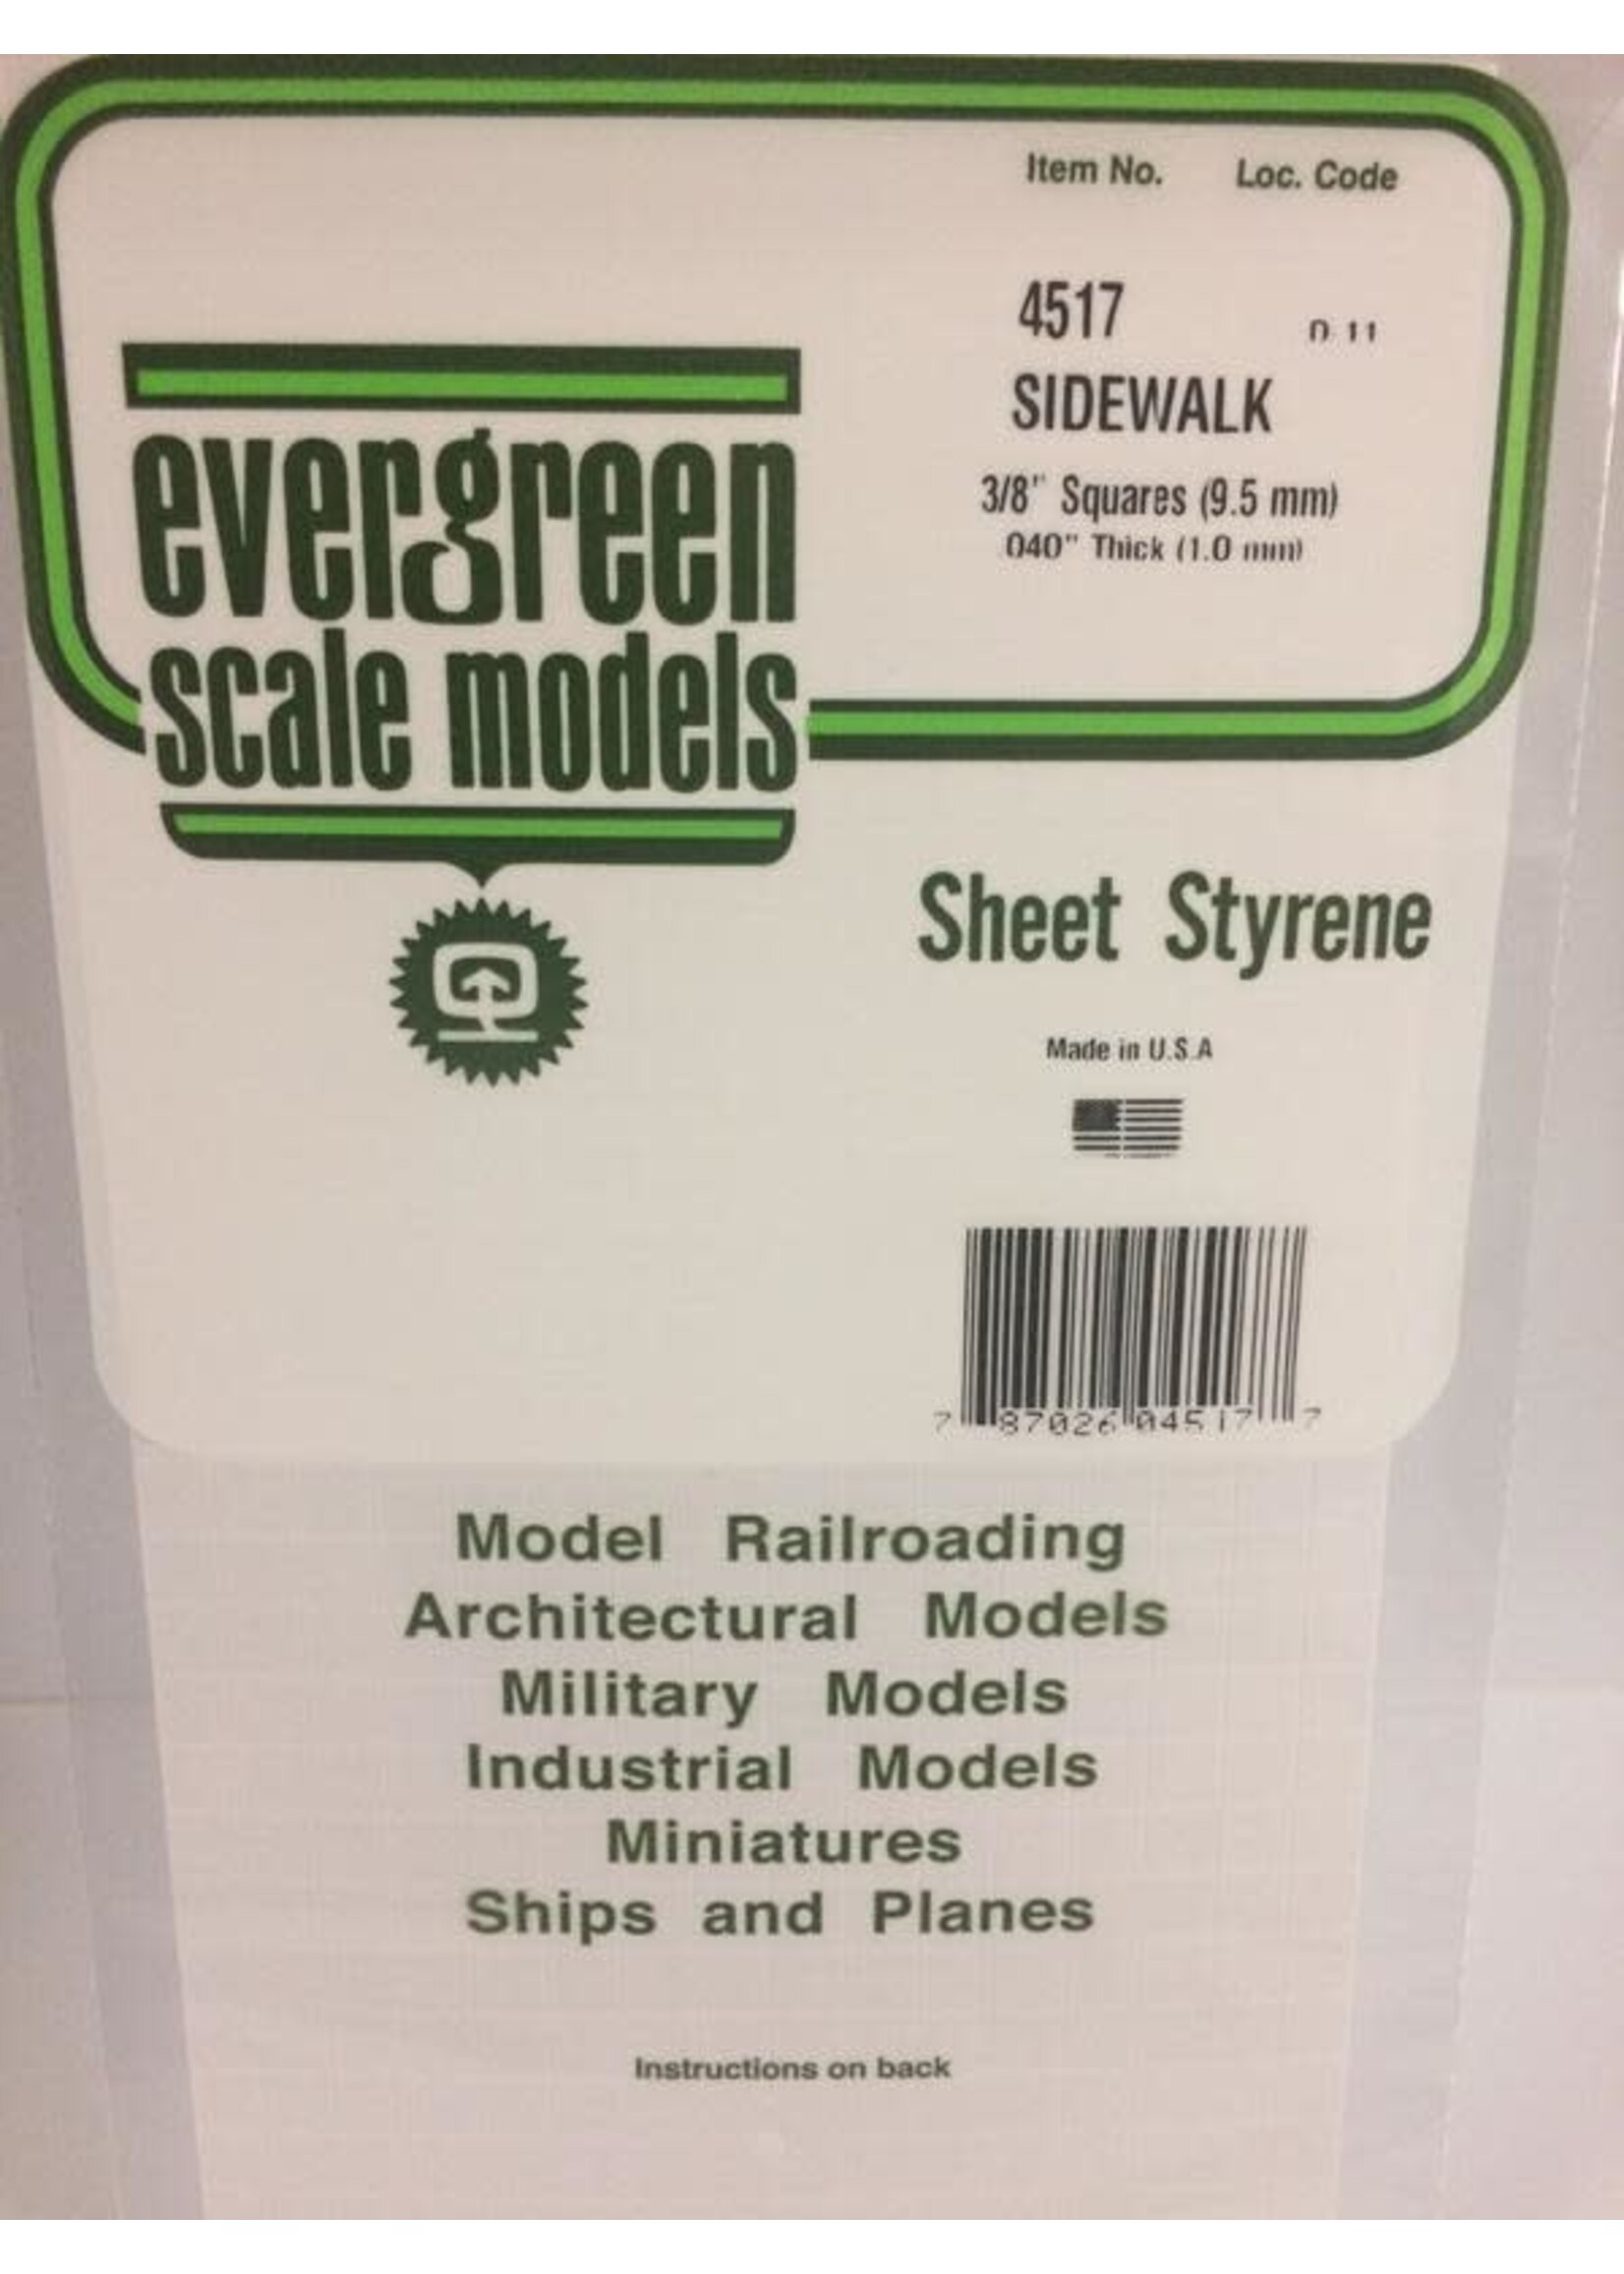 Item No. Loc. Code
4517
SIDEWALK
3/8" Squares (9.5 mm)
.040" Thick (1.0 mm)
evergreen
scale models
Sheet Styrene
Made in U.S.A
7 87026 04517 7
Model Railroading
Architectural Models
Military Models
Industrial Models
Miniatures
Ships and Planes
Instructions on back